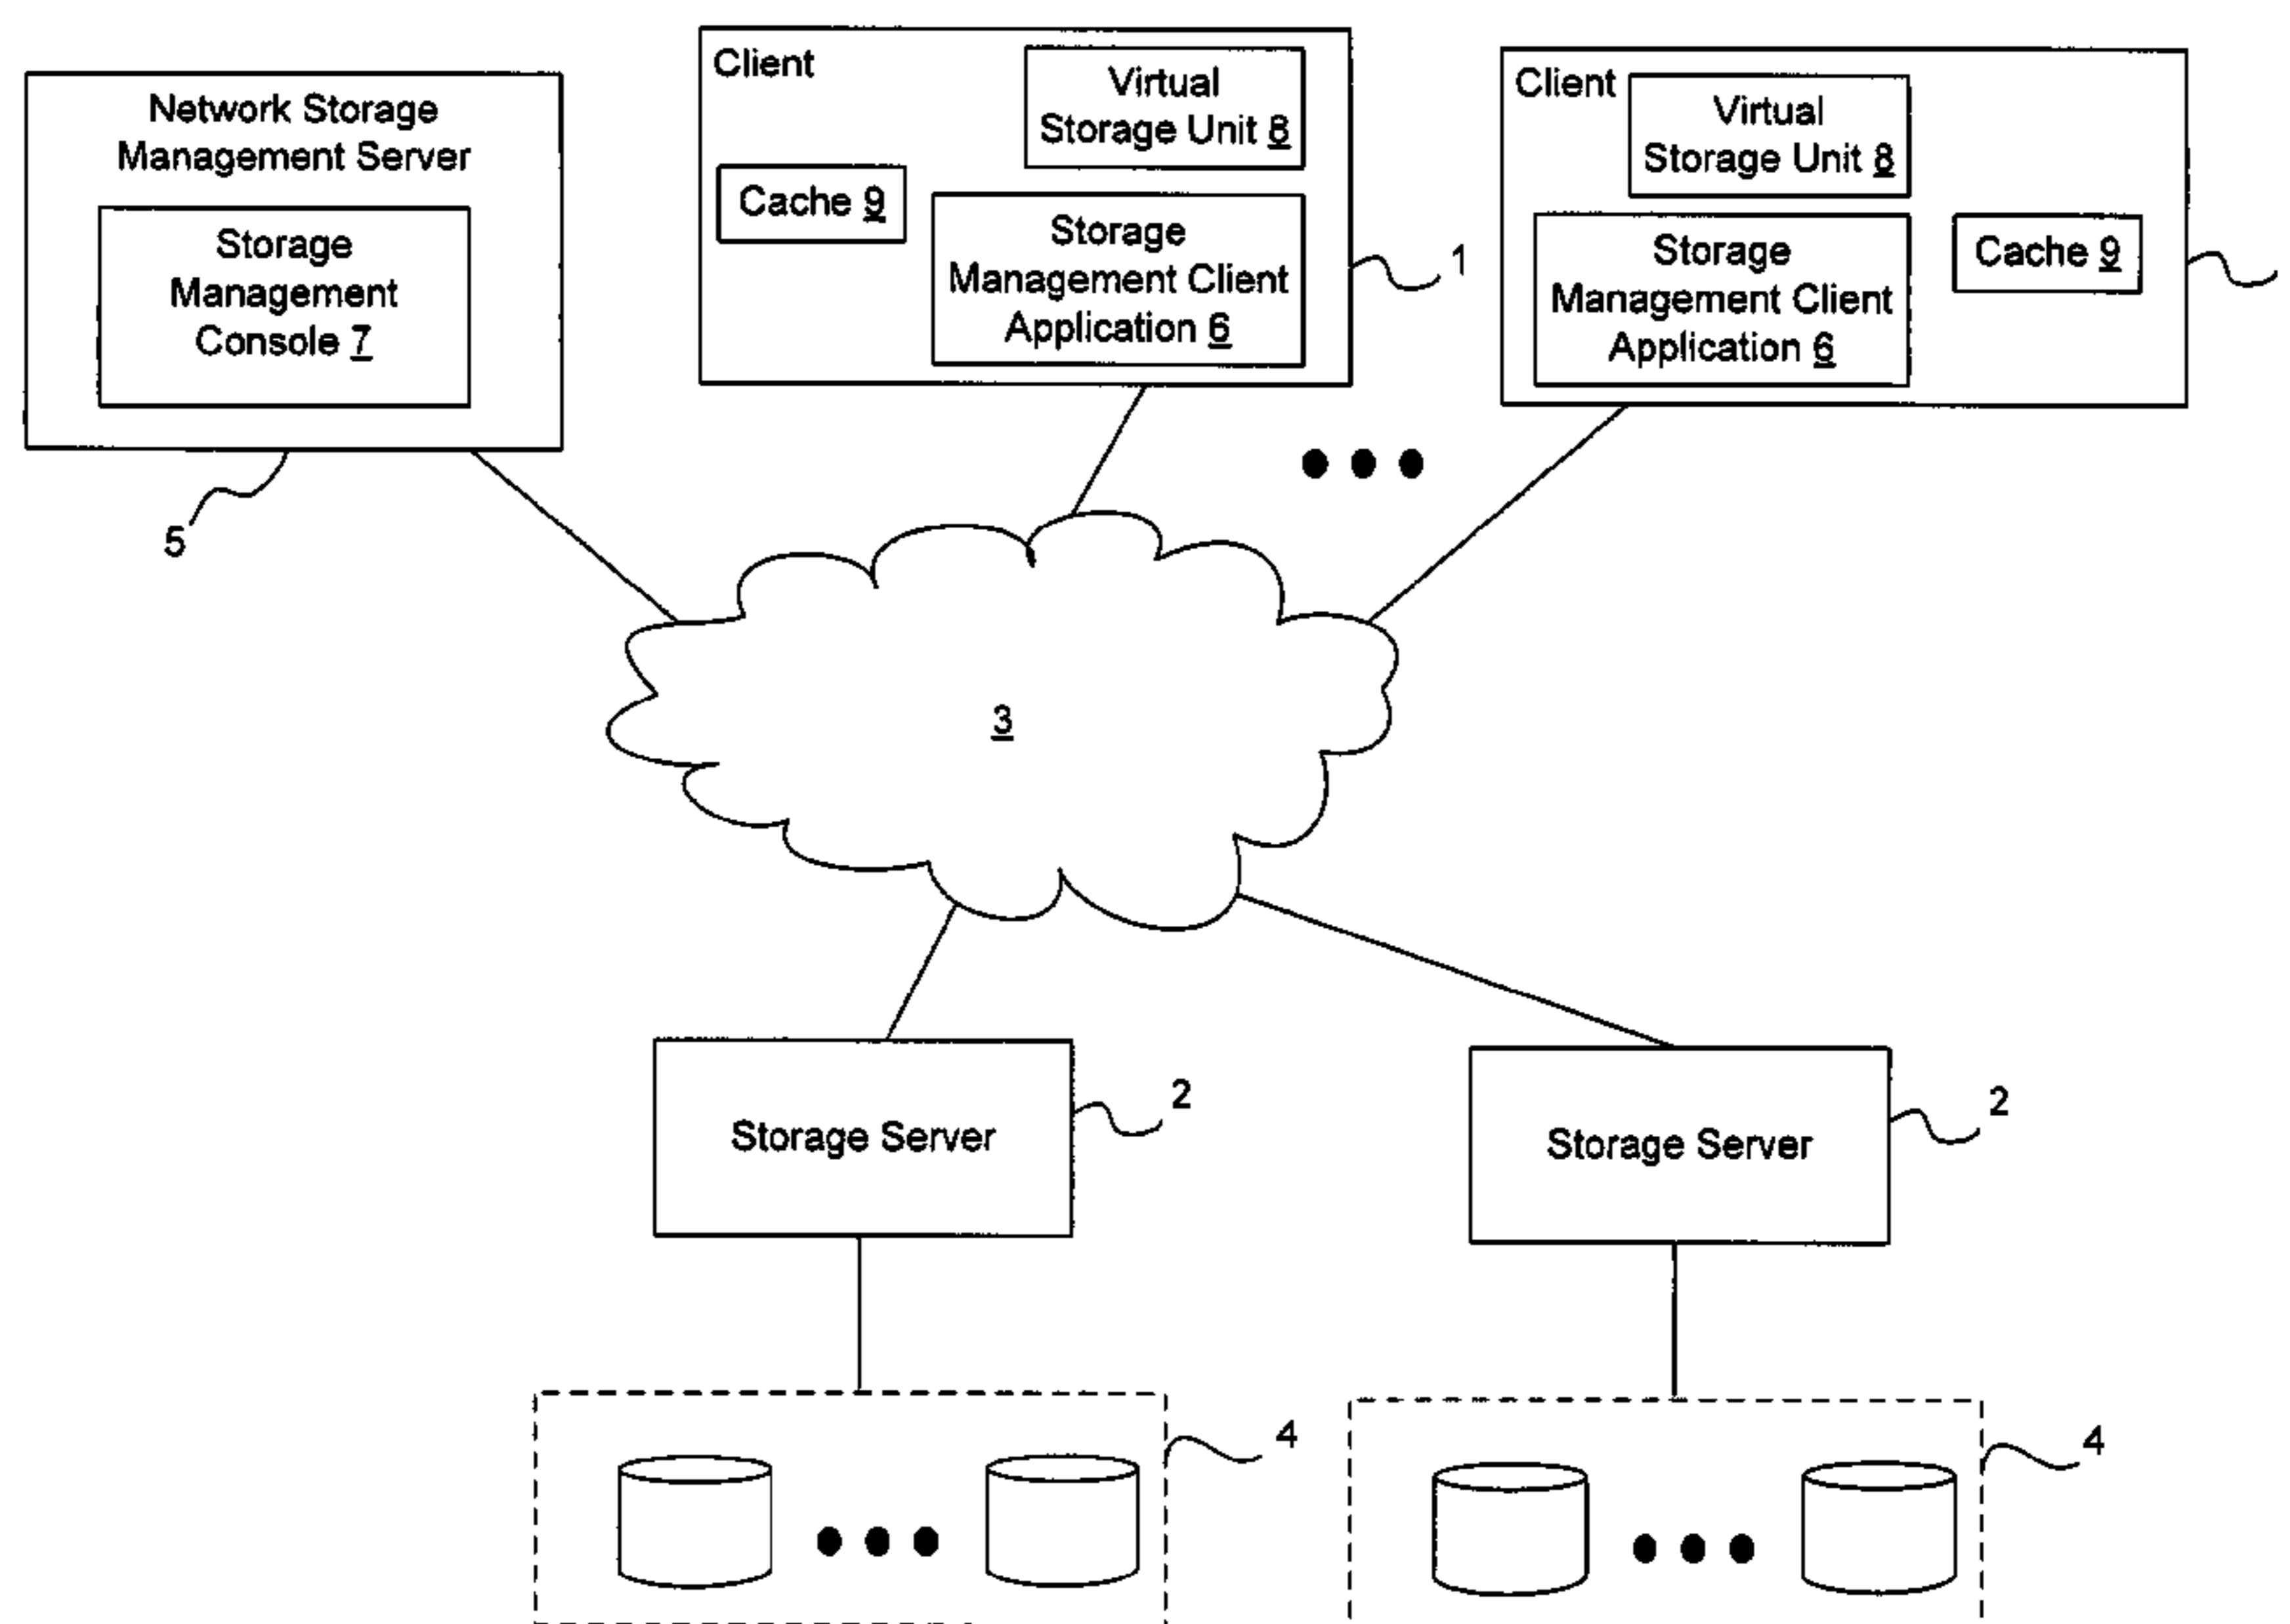 Network Storage
Management Server
Storage
Management
Console 7
5
Client
Virtual
Storage Unit 8
Cache 9
Storage
Management Client
Application 6
1
Client
Virtual
Storage Unit 8
Storage
Management Client
Application 6
Cache 9
3
Storage Server
2
Storage Server
2
4
4